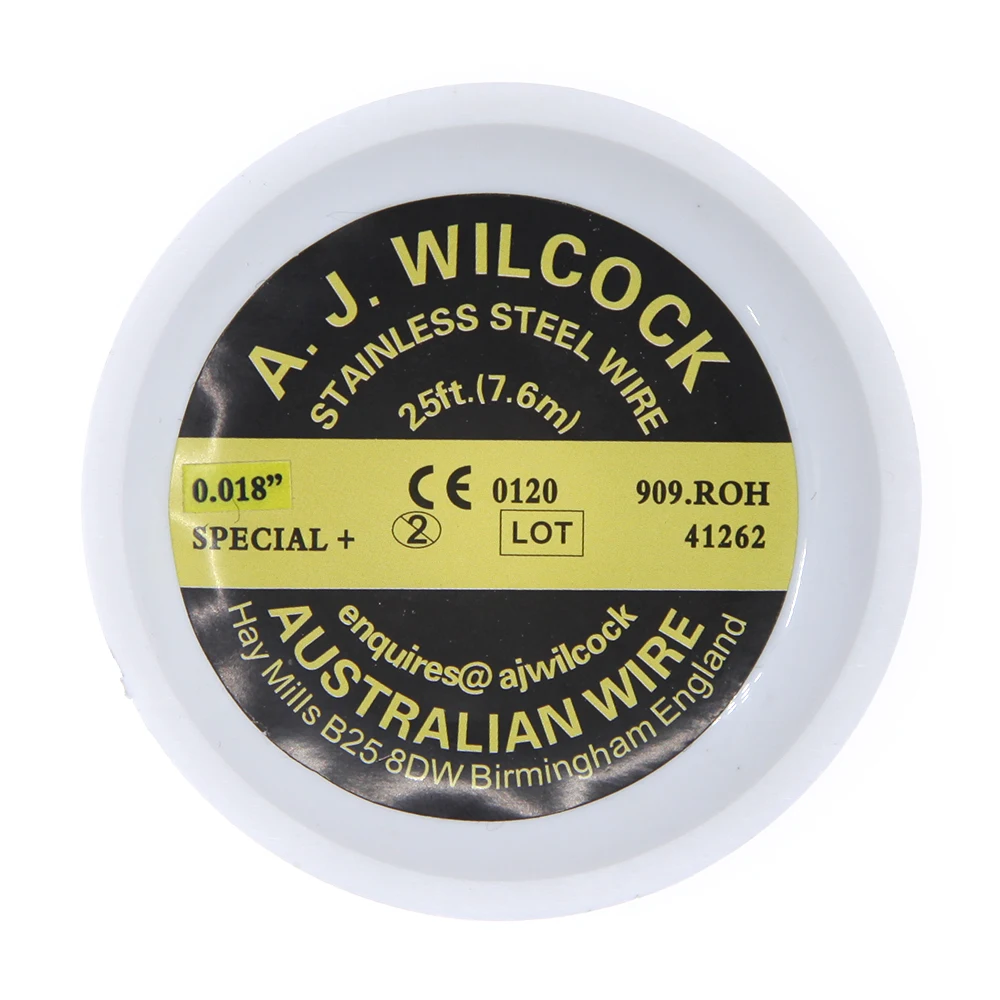 A. J. WILCOCK
STAINLESS STEEL WIRE
25ft.(7.6m)
0.018” CE 0120 909.ROH
SPECIAL + 2 LOT 41262
enquires@ ajwilcock
AUSTRALIAN WIRE
Hay Mills B25 8DW Birmingham England